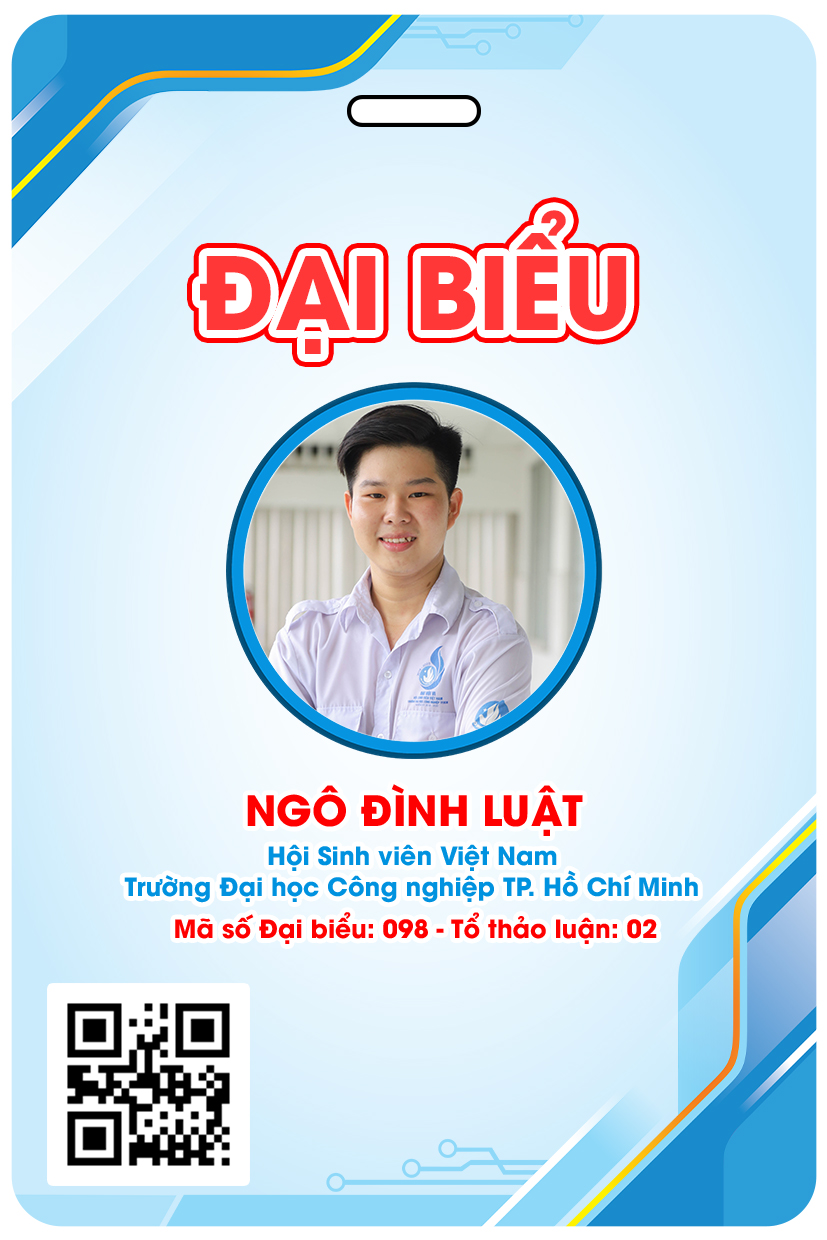 ĐẠI BIỂU
NGÔ ĐÌNH LUẬT
Hội Sinh viên Việt Nam
Trường Đại học Công nghiệp TP. Hồ Chí Minh
Mã số Đại biểu: 098 - Tổ thảo luận: 02